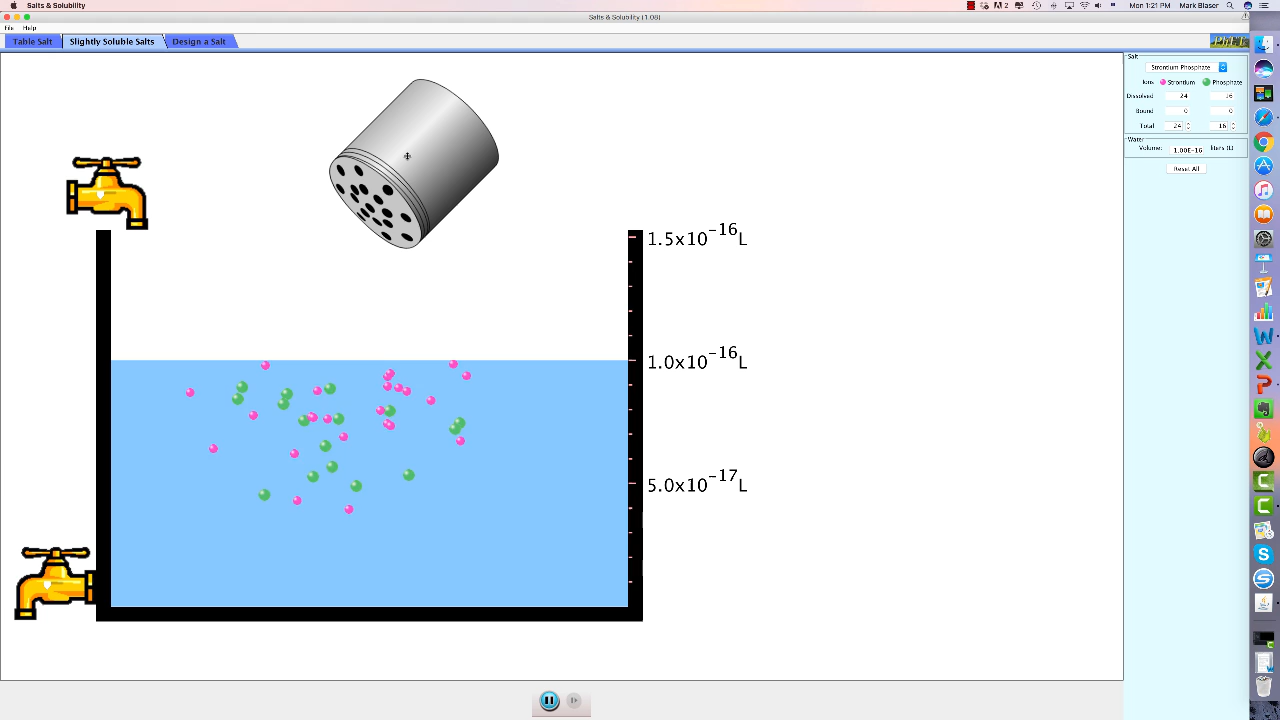 Salts & Solubility
2
Mon 1:21 PM Mark Blaser
Salts & Solubility (1.08)
File Help
Table Salt Slightly Soluble Salts Design a Salt
PhET
Salt
Strontium Phosphate
Ions Strontium Phosphate
Dissolved 24 16
Bound 0 0
Total 24 16
Water
Volume: 1.00E-16 liters (L)
Reset All
1.5x10⁻¹⁶L
1.0x10⁻¹⁶L
5.0x10⁻¹⁷L